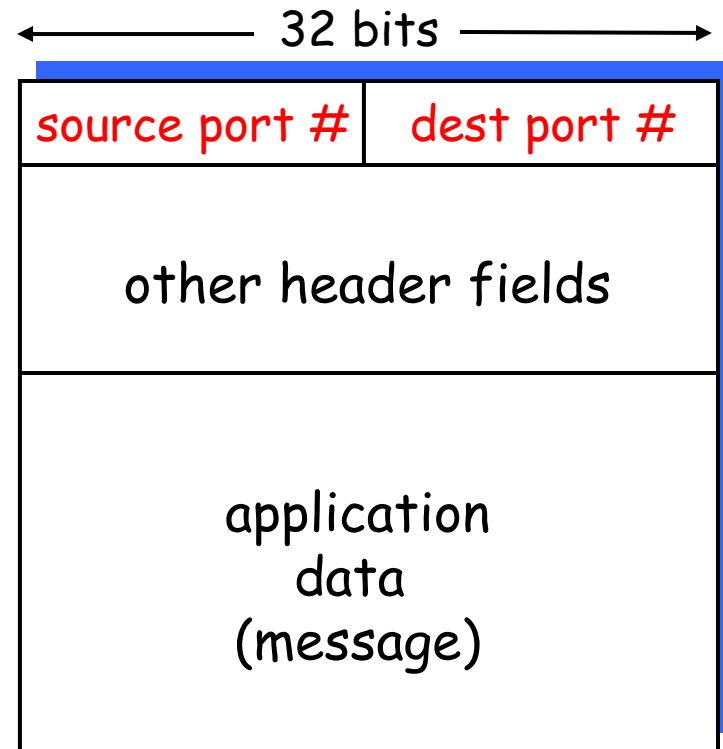 32 bits
source port #
dest port #
other header fields
application
data
(message)